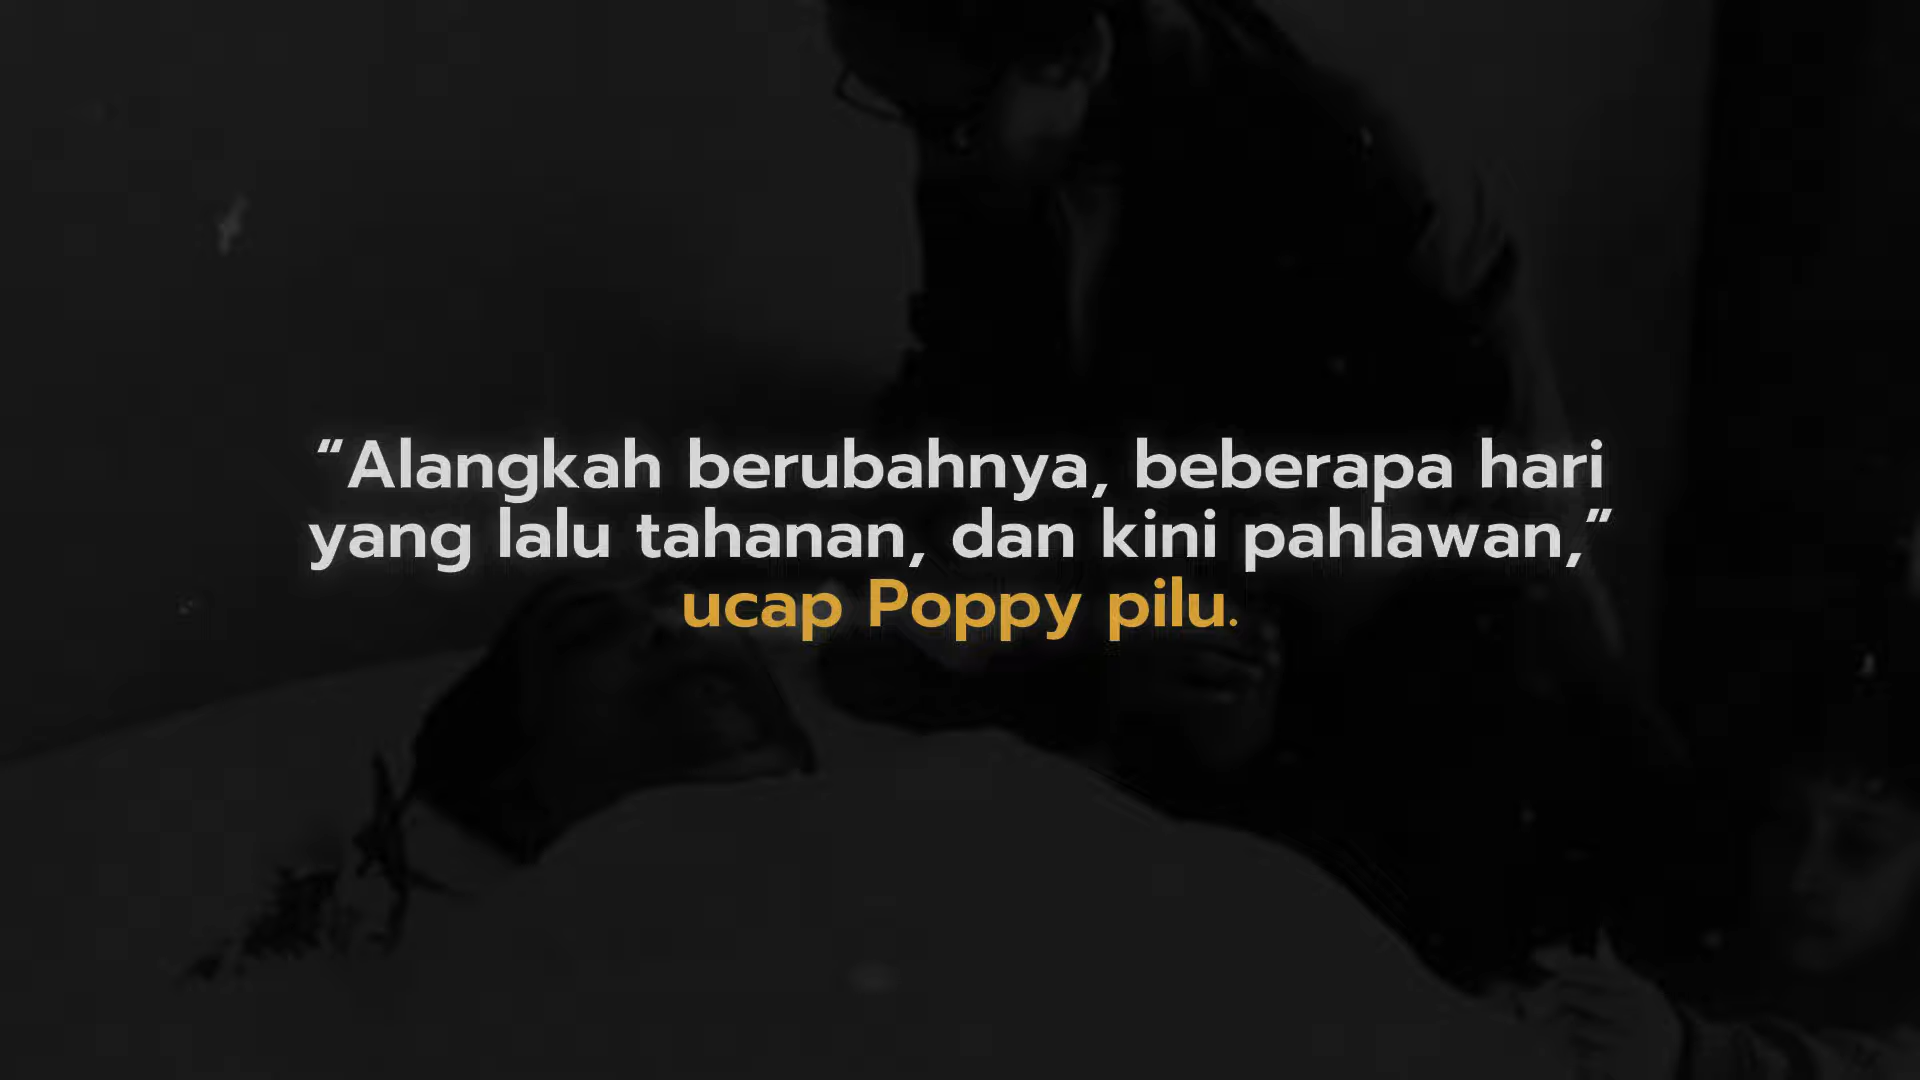 “Alangkah berubahnya, beberapa hari
yang lalu tahanan, dan kini pahlawan,”
ucap Poppy pilu.